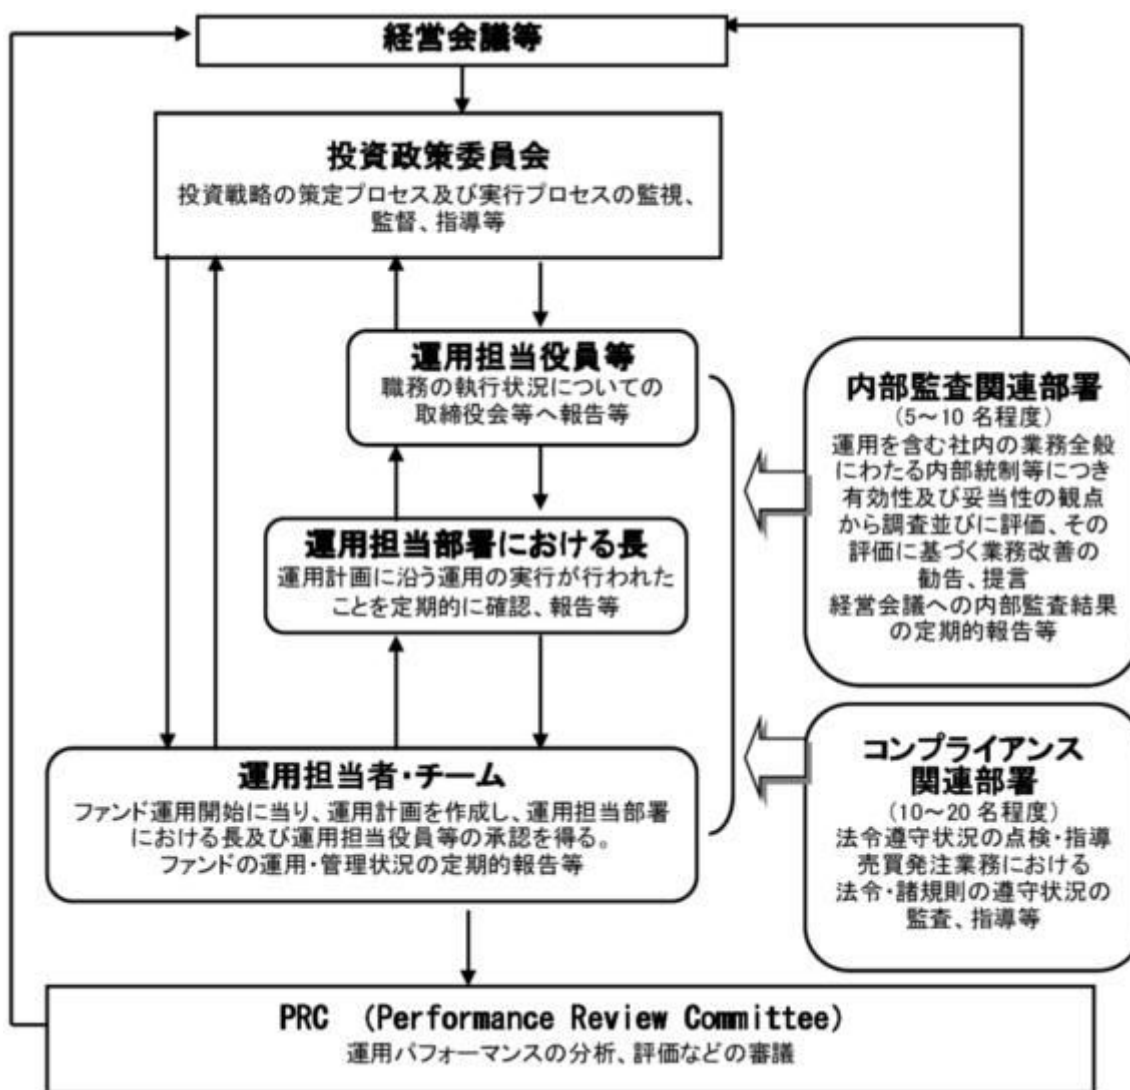 経営会議等
投資政策委員会
投資戦略の策定プロセス及び実行プロセスの監視、
監督、指導等
運用担当役員等
職務の執行状況についての
取締役会等へ報告等
運用担当部署における長
運用計画に沿う運用の実行が行われた
ことを定期的に確認、報告等
運用担当者・チーム
ファンド運用開始に当り、運用計画を作成し、運用担当部署
における長及び運用担当役員等の承認を得る。
ファンドの運用・管理状況の定期的報告等
内部監査関連部署
(5～10 名程度)
運用を含む社内の業務全般
にわたる内部統制等につき
有効性及び妥当性の観点
から調査並びに評価、その
評価に基づく業務改善の
勧告、提言
経営会議への内部監査結果
の定期的報告等
コンプライアンス
関連部署
(10～20 名程度)
法令遵守状況の点検・指導
売買発注業務における
法令・諸規則の遵守状況の
監査、指導等
PRC (Performance Review Committee)
運用パフォーマンスの分析、評価などの審議